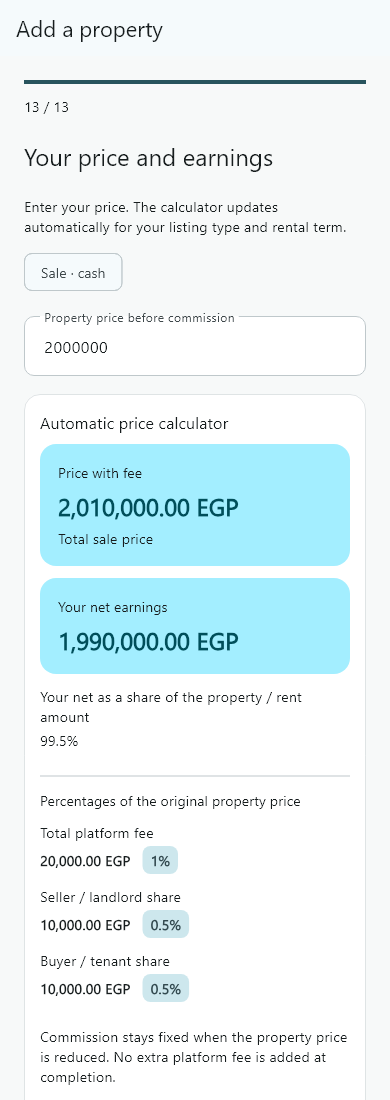 Add a property
13 / 13
Your price and earnings
Enter your price. The calculator updates
automatically for your listing type and rental term.
Sale · cash
Property price before commission
2000000
Automatic price calculator
Price with fee
2,010,000.00 EGP
Total sale price
Your net earnings
1,990,000.00 EGP
Your net as a share of the property / rent
amount
99.5%
Percentages of the original property price
Total platform fee
20,000.00 EGP 1%
Seller / landlord share
10,000.00 EGP 0.5%
Buyer / tenant share
10,000.00 EGP 0.5%
Commission stays fixed when the property price
is reduced. No extra platform fee is added at
completion.